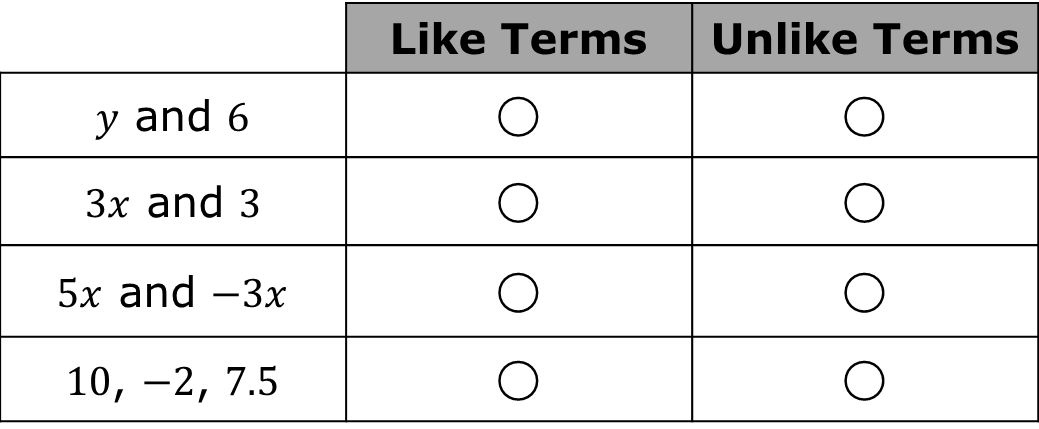 Like Terms Unlike Terms
y and 6
3x and 3
5x and −3x
10, −2, 7.5